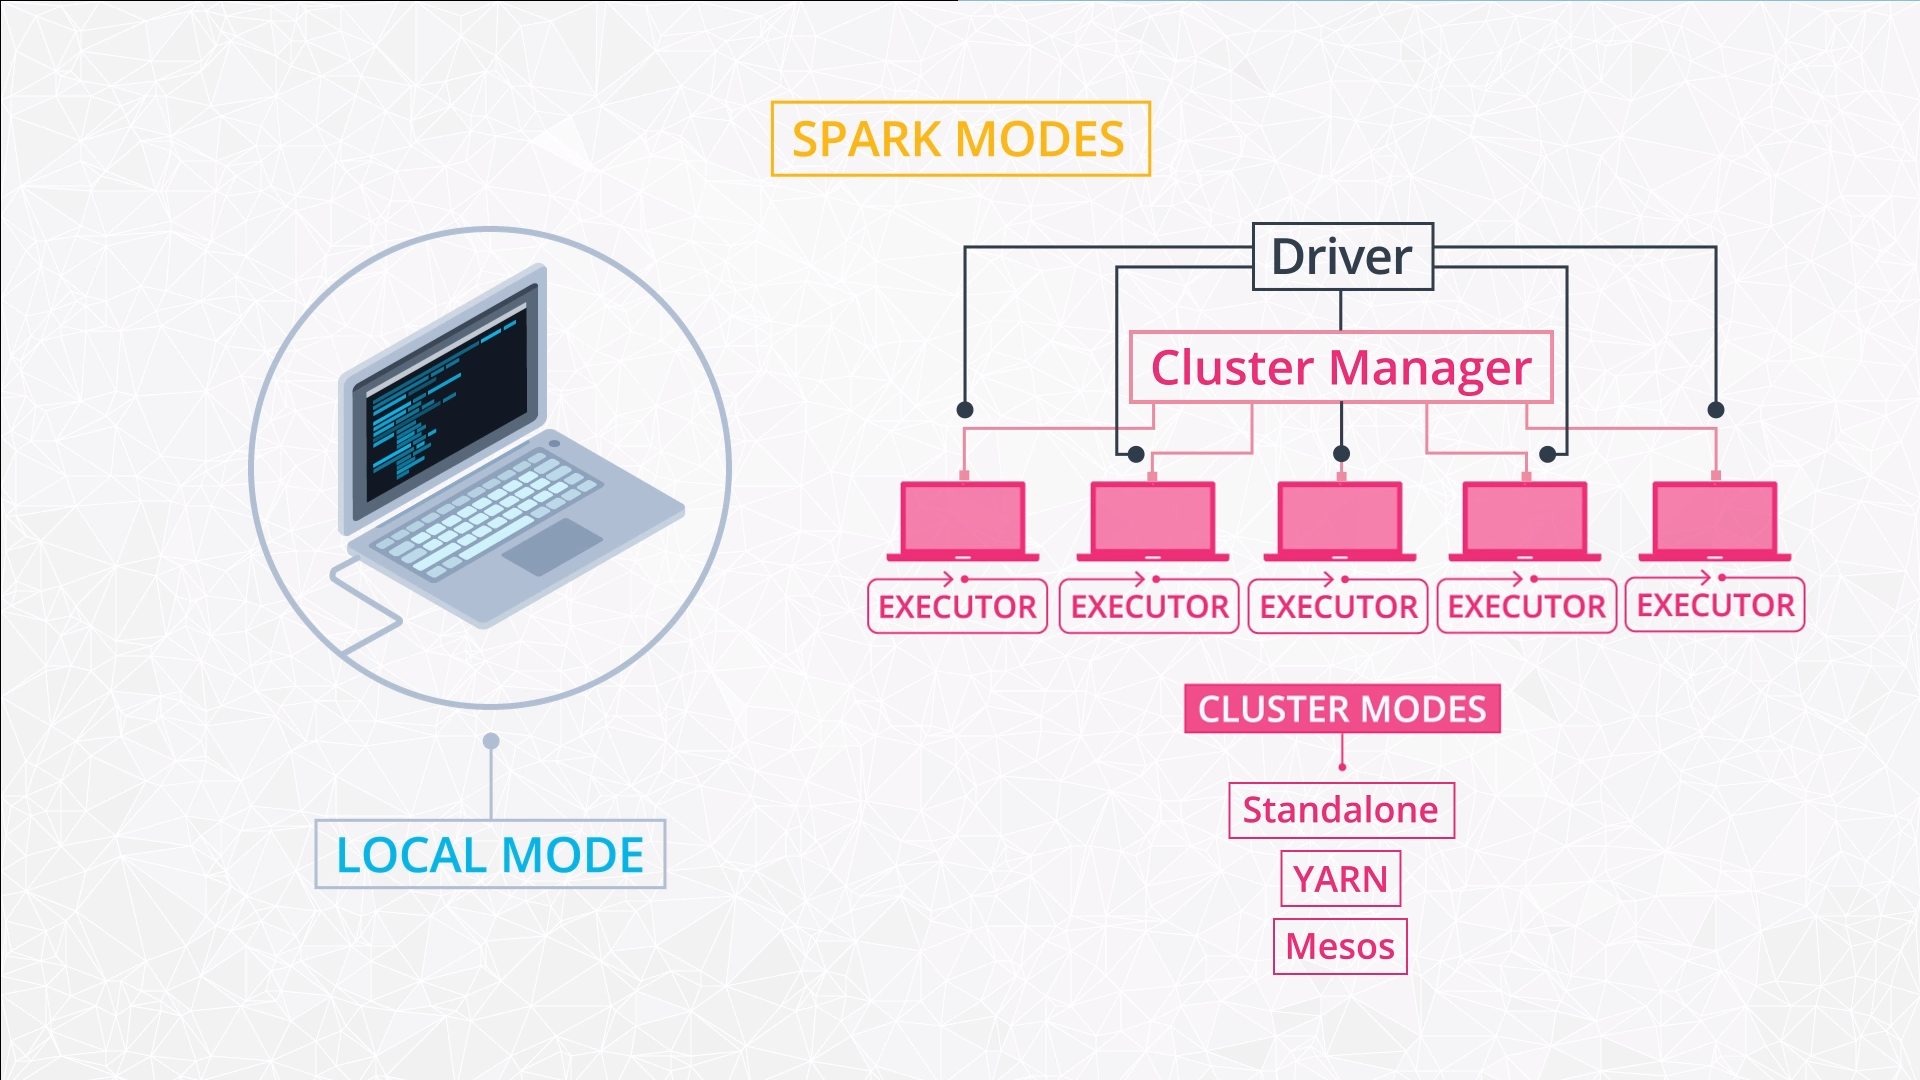 SPARK MODES
Driver
Cluster Manager
EXECUTOR
EXECUTOR
EXECUTOR
EXECUTOR
EXECUTOR
CLUSTER MODES
Standalone
YARN
Mesos
LOCAL MODE